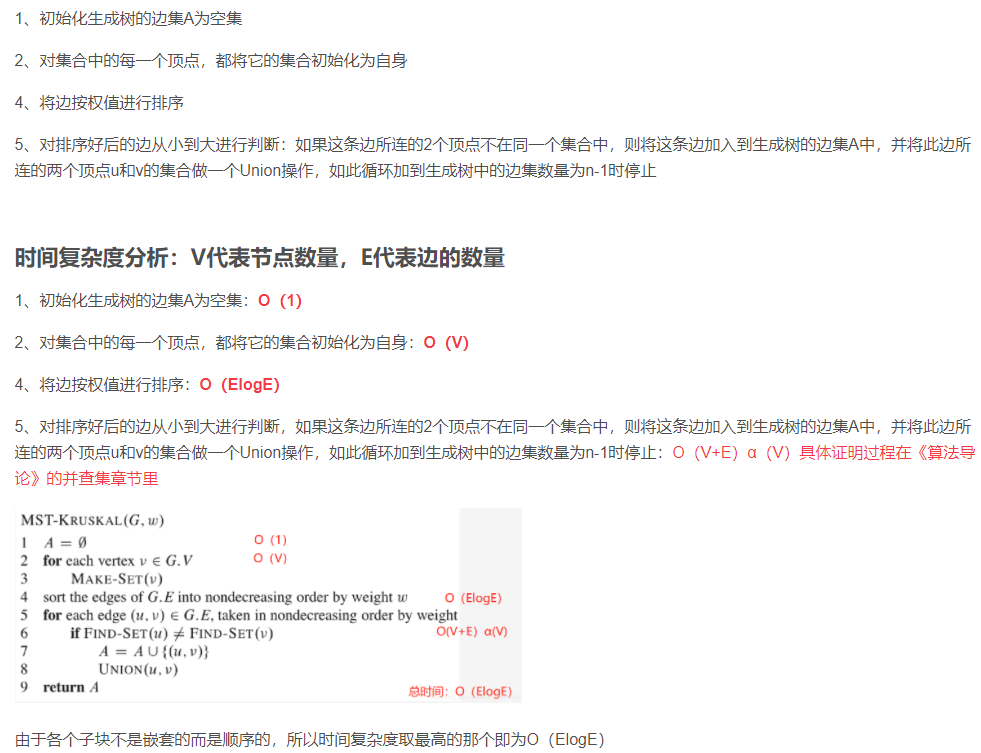 1、初始化生成树的边集A为空集
2、对集合中的每一个顶点，都将它的集合初始化为自身
4、将边按权值进行排序
5、对排序好后的边从小到大进行判断：如果这条边所连的2个顶点不在同一个集合中，则将这条边加入到生成树的边集A中，并将此边所
连的两个顶点u和v的集合做一个Union操作，如此循环加到生成树中的边集数量为n-1时停止
时间复杂度分析：V代表节点数量，E代表边的数量
1、初始化生成树的边集A为空集：O（1）
2、对集合中的每一个顶点，都将它的集合初始化为自身：O（V）
4、将边按权值进行排序：O（ElogE）
5、对排序好后的边从小到大进行判断，如果这条边所连的2个顶点不在同一个集合中，则将这条边加入到生成树的边集A中，并将此边所
连的两个顶点u和v的集合做一个Union操作，如此循环加到生成树中的边集数量为n-1时停止：O（V+E）α（V）具体证明过程在《算法导
论》的并查集章节里
MST-KRUSKAL(G, w)
1 A = ∅ O（1）
2 for each vertex v ∈ G.V O（V）
3 MAKE-SET(v)
4 sort the edges of G.E into nondecreasing order by weight w O（ElogE）
5 for each edge (u, v) ∈ G.E, taken in nondecreasing order by weight
6 if FIND-SET(u) ≠ FIND-SET(v) O(V+E）α(V）
7 A = A ∪ {(u, v)}
8 UNION(u, v)
9 return A 总时间：O（ElogE）
由于各个子块不是嵌套的而是顺序的，所以时间复杂度取最高的那个即为O（ElogE）